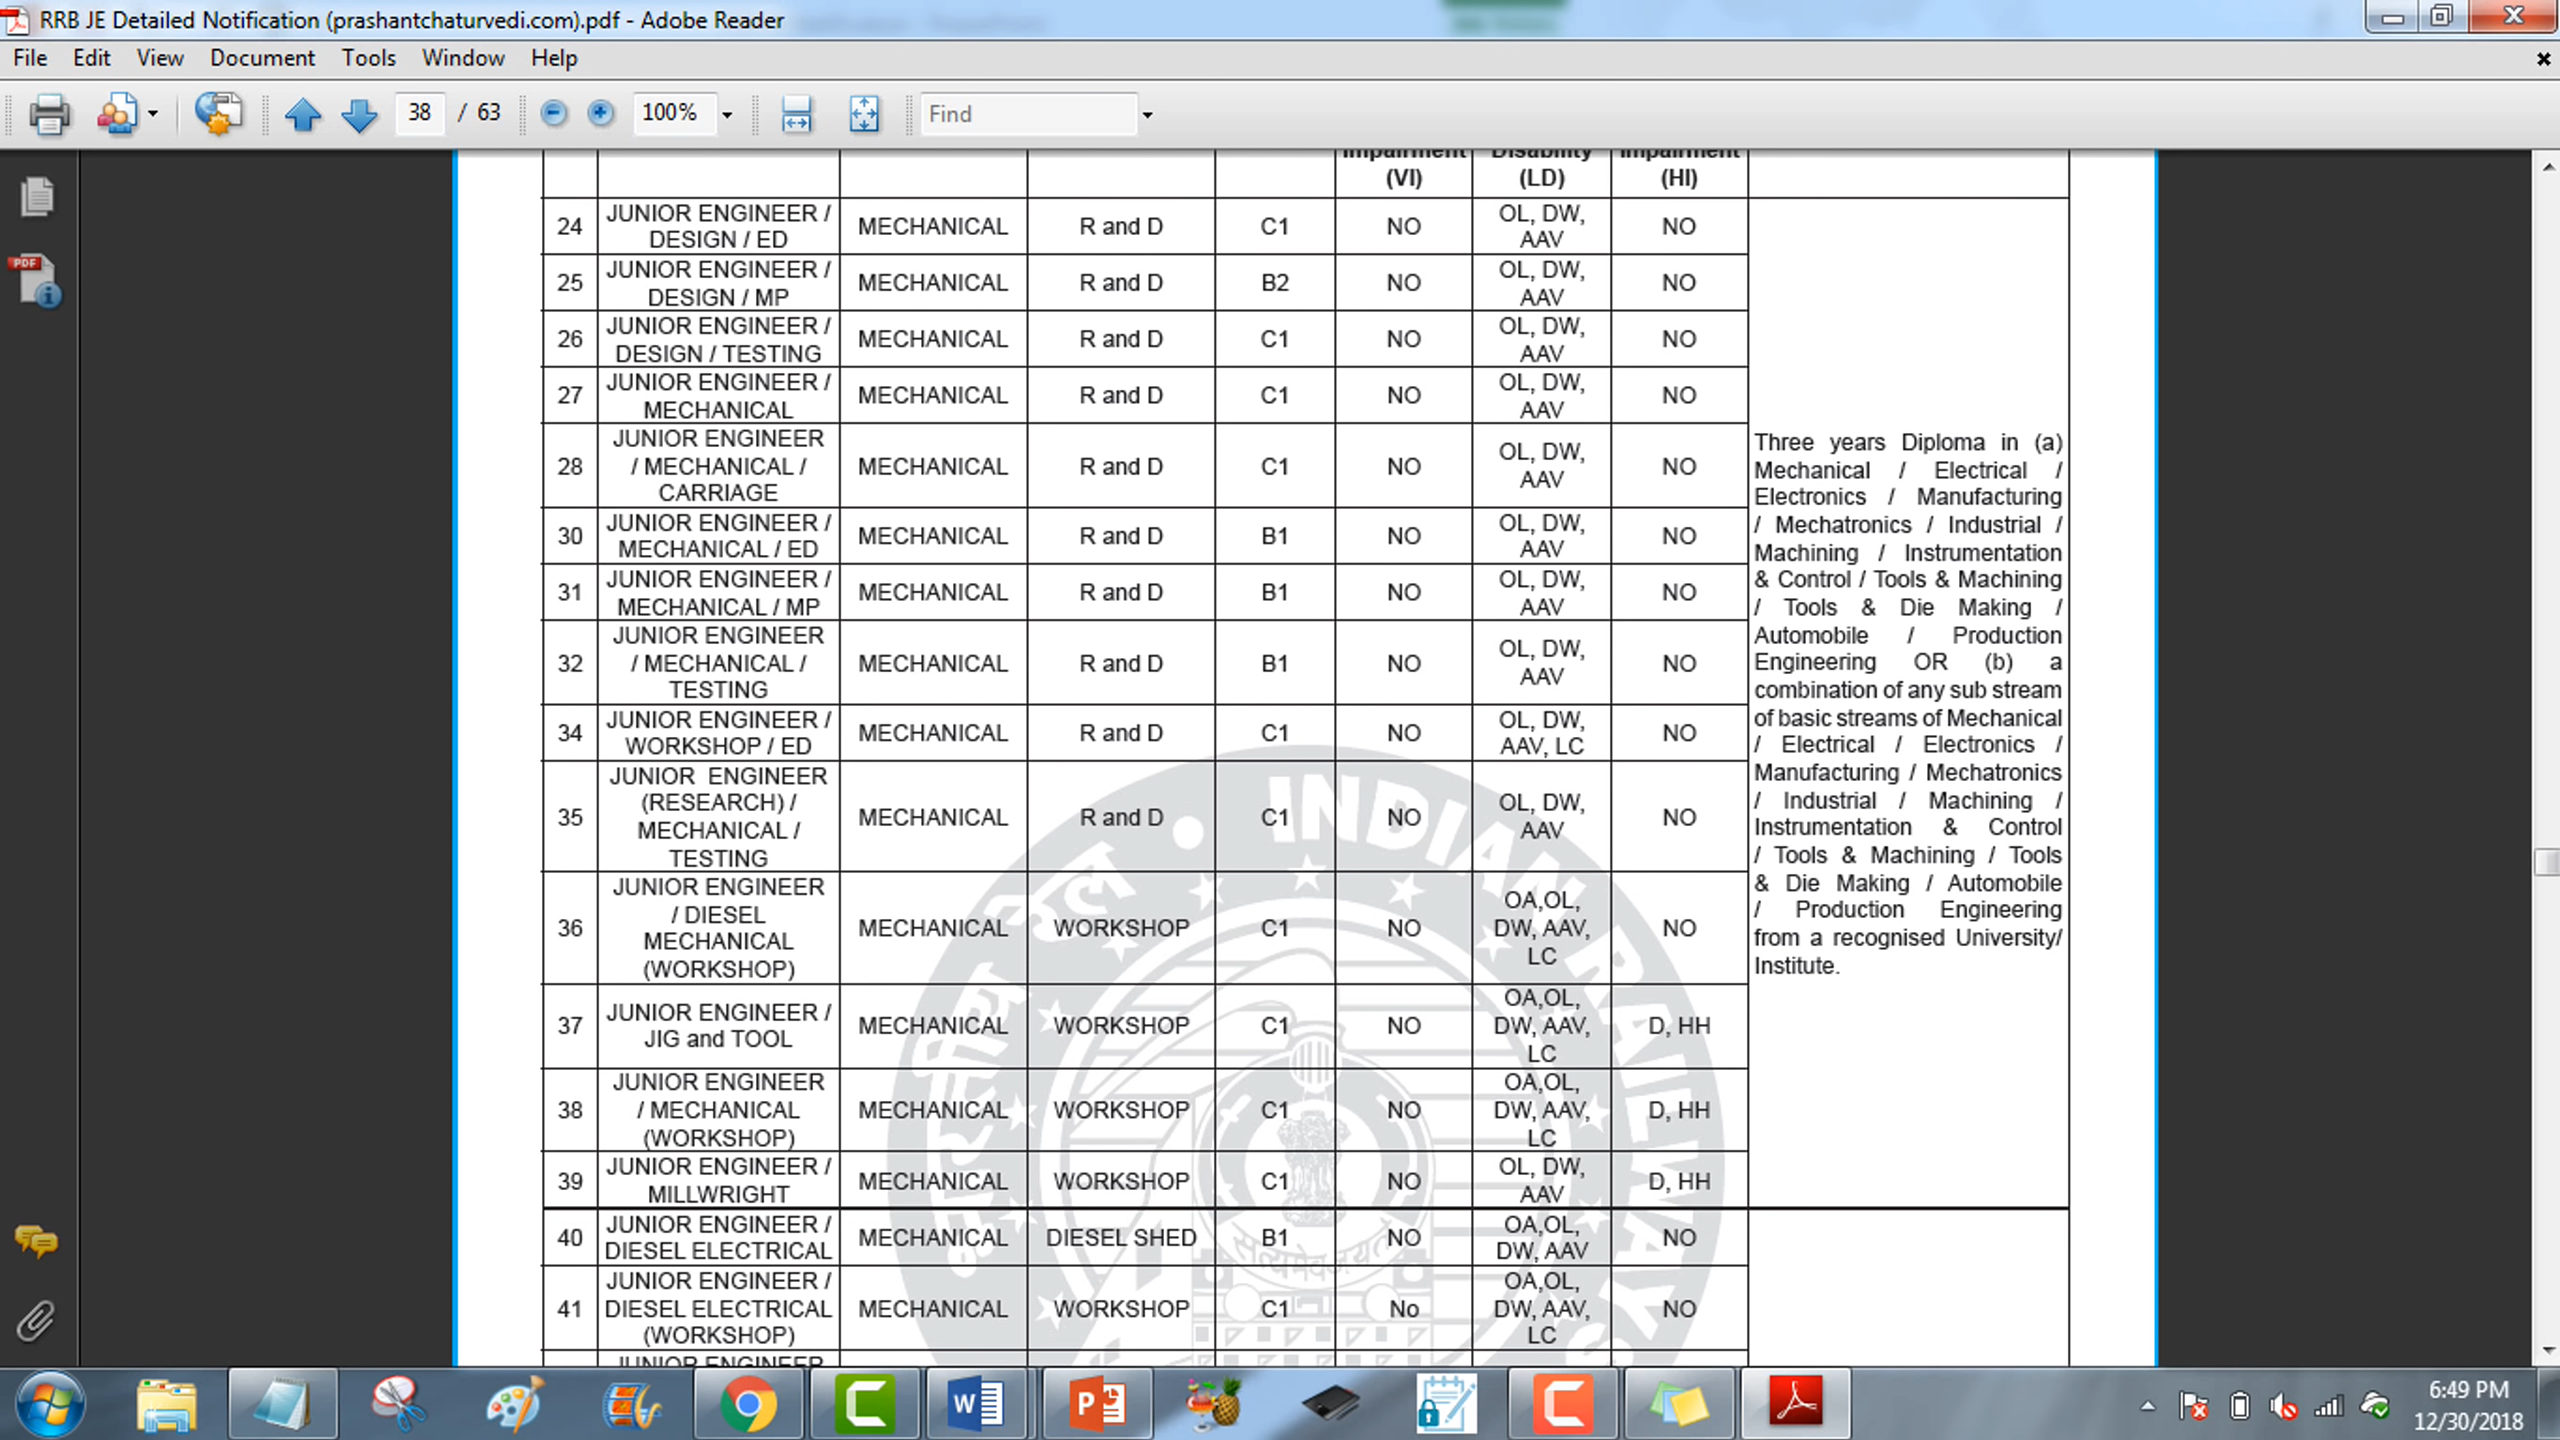 RRB JE Detailed Notification (prashantchaturvedi.com).pdf - Adobe Reader
File Edit View Document Tools Window Help
38 / 63 100% Find
Impairment Disability Impairment
(VI) (LD) (HI)
24 JUNIOR ENGINEER / DESIGN / ED MECHANICAL R and D C1 NO OL, DW, AAV NO
25 JUNIOR ENGINEER / DESIGN / MP MECHANICAL R and D B2 NO OL, DW, AAV NO
26 JUNIOR ENGINEER / DESIGN / TESTING MECHANICAL R and D C1 NO OL, DW, AAV NO
27 JUNIOR ENGINEER / MECHANICAL MECHANICAL R and D C1 NO OL, DW, AAV NO
28 JUNIOR ENGINEER / MECHANICAL / CARRIAGE MECHANICAL R and D C1 NO OL, DW, AAV NO
30 JUNIOR ENGINEER / MECHANICAL / ED MECHANICAL R and D B1 NO OL, DW, AAV NO
31 JUNIOR ENGINEER / MECHANICAL / MP MECHANICAL R and D B1 NO OL, DW, AAV NO
32 JUNIOR ENGINEER / MECHANICAL / TESTING MECHANICAL R and D B1 NO OL, DW, AAV NO
34 JUNIOR ENGINEER / WORKSHOP / ED MECHANICAL R and D C1 NO OL, DW, AAV, LC NO
35 JUNIOR ENGINEER (RESEARCH) / MECHANICAL / TESTING MECHANICAL R and D C1 NO OL, DW, AAV NO
36 JUNIOR ENGINEER / DIESEL MECHANICAL (WORKSHOP) MECHANICAL WORKSHOP C1 NO OA,OL, DW, AAV, LC NO
37 JUNIOR ENGINEER / JIG and TOOL MECHANICAL WORKSHOP C1 NO OA,OL, DW, AAV, LC D, HH
38 JUNIOR ENGINEER / MECHANICAL (WORKSHOP) MECHANICAL WORKSHOP C1 NO OA,OL, DW, AAV, LC D, HH
39 JUNIOR ENGINEER / MILLWRIGHT MECHANICAL WORKSHOP C1 NO OL, DW, AAV D, HH
Three years Diploma in (a)
Mechanical / Electrical /
Electronics / Manufacturing
/ Mechatronics / Industrial /
Machining / Instrumentation
& Control / Tools & Machining
/ Tools & Die Making /
Automobile / Production
Engineering OR (b) a
combination of any sub stream
of basic streams of Mechanical
/ Electrical / Electronics /
Manufacturing / Mechatronics
/ Industrial / Machining /
Instrumentation & Control
/ Tools & Machining / Tools
& Die Making / Automobile
/ Production Engineering
from a recognised University/
Institute.
40 JUNIOR ENGINEER / DIESEL ELECTRICAL MECHANICAL DIESEL SHED B1 NO OA,OL, DW, AAV NO
41 JUNIOR ENGINEER / DIESEL ELECTRICAL (WORKSHOP) MECHANICAL WORKSHOP C1 No OA,OL, DW, AAV, LC NO
JUNIOR ENGINEER
INDIAN RAILWAYS
भारतीय रेल
सत्यमेव जयते
PDF
6:49 PM
12/30/2018